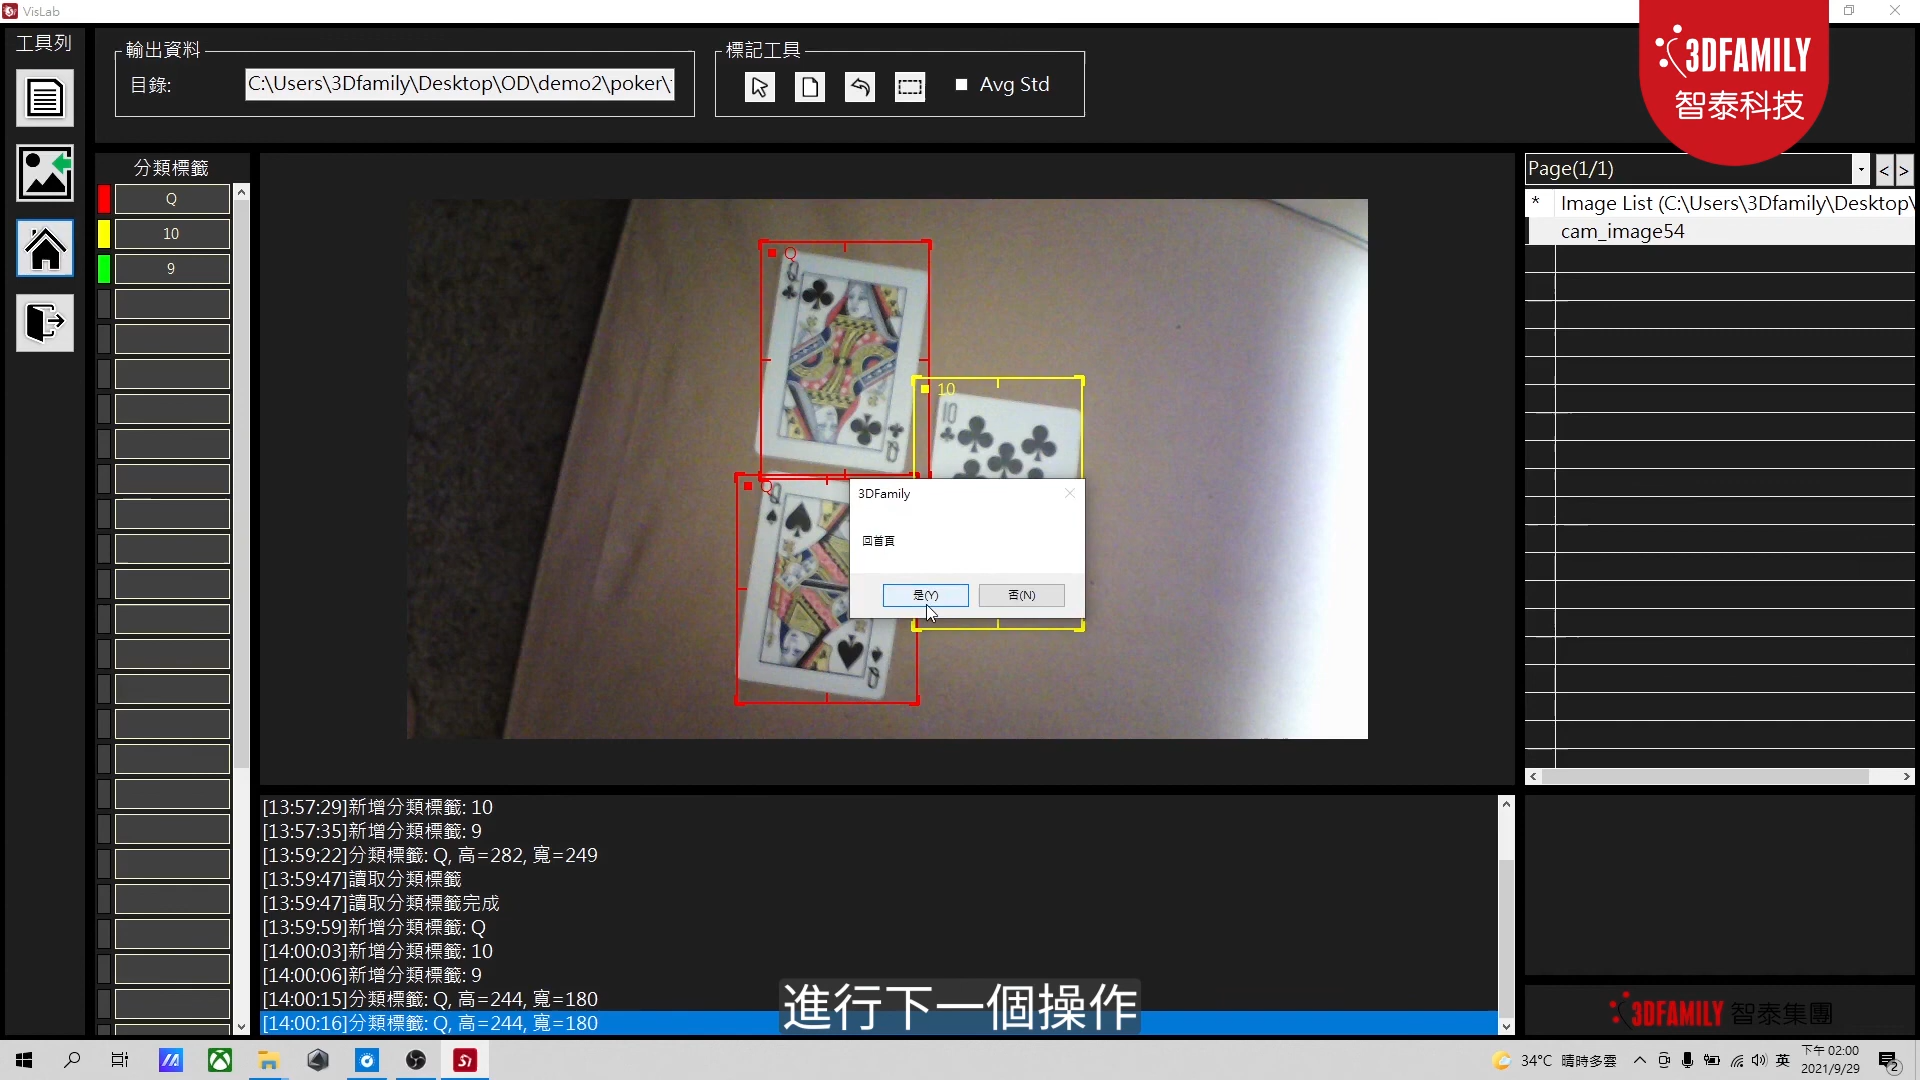 VisLab
工具列
輸出資料
目錄:
C:\Users\3Dfamily\Desktop\OD\demo2\poker\
標記工具
Avg Std
3DFAMILY
智泰科技
分類標籤
Q
10
9
Q
Q
Q
10
10
Q
Q
Q
3DFamily
回首頁
是(Y)
否(N)
Page(1/1)
<
>
* Image List (C:\Users\3Dfamily\Desktop\
cam_image54
[13:57:29]新增分類標籤: 10
[13:57:35]新增分類標籤: 9
[13:59:22]分類標籤: Q, 高=282, 寬=249
[13:59:47]讀取分類標籤
[13:59:47]讀取分類標籤完成
[13:59:59]新增分類標籤: Q
[14:00:03]新增分類標籤: 10
[14:00:06]新增分類標籤: 9
[14:00:15]分類標籤: Q, 高=244, 寬=180
[14:00:16]分類標籤: Q, 高=244, 寬=180
進行下一個操作
3DFAMILY 智泰集團
34°C 晴時多雲
英
下午 02:00
2021/9/29
2